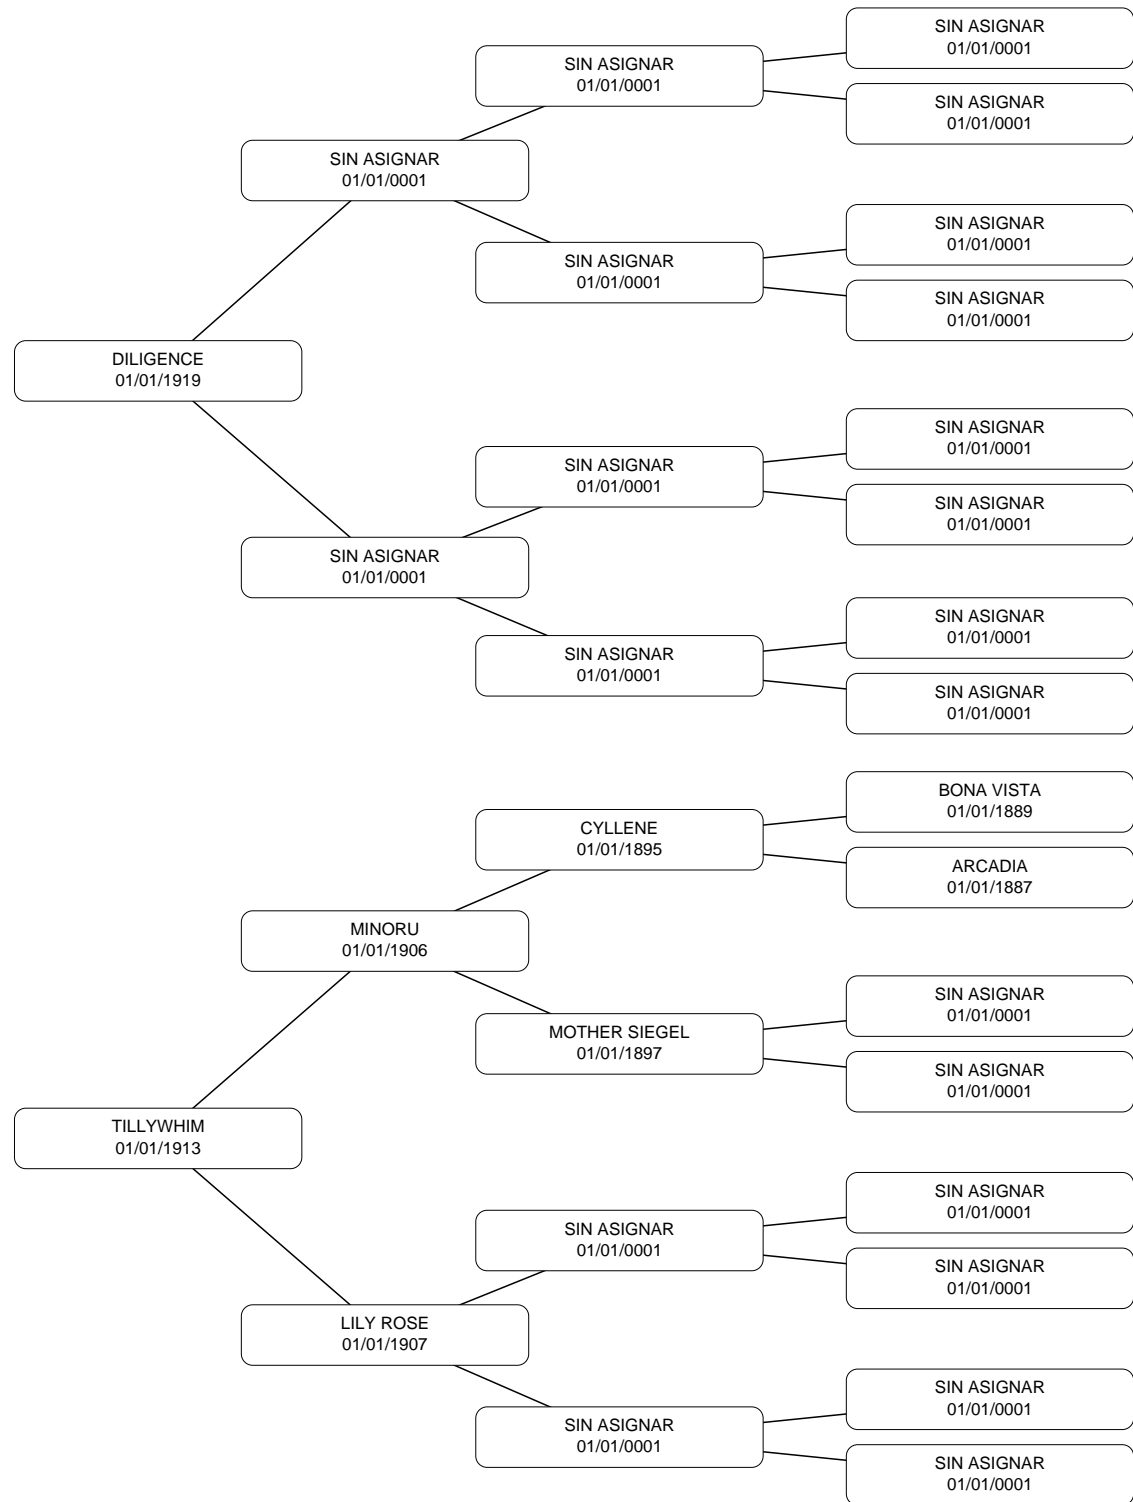 SIN ASIGNAR
01/01/0001
SIN ASIGNAR
01/01/0001
SIN ASIGNAR
01/01/0001
SIN ASIGNAR
01/01/0001
SIN ASIGNAR
01/01/0001
SIN ASIGNAR
01/01/0001
SIN ASIGNAR
01/01/0001
DILIGENCE
01/01/1919
SIN ASIGNAR
01/01/0001
SIN ASIGNAR
01/01/0001
SIN ASIGNAR
01/01/0001
SIN ASIGNAR
01/01/0001
SIN ASIGNAR
01/01/0001
SIN ASIGNAR
01/01/0001
SIN ASIGNAR
01/01/0001
BONA VISTA
01/01/1889
CYLLENE
01/01/1895
ARCADIA
01/01/1887
MINORU
01/01/1906
SIN ASIGNAR
01/01/0001
MOTHER SIEGEL
01/01/1897
SIN ASIGNAR
01/01/0001
TILLYWHIM
01/01/1913
SIN ASIGNAR
01/01/0001
SIN ASIGNAR
01/01/0001
SIN ASIGNAR
01/01/0001
LILY ROSE
01/01/1907
SIN ASIGNAR
01/01/0001
SIN ASIGNAR
01/01/0001
SIN ASIGNAR
01/01/0001